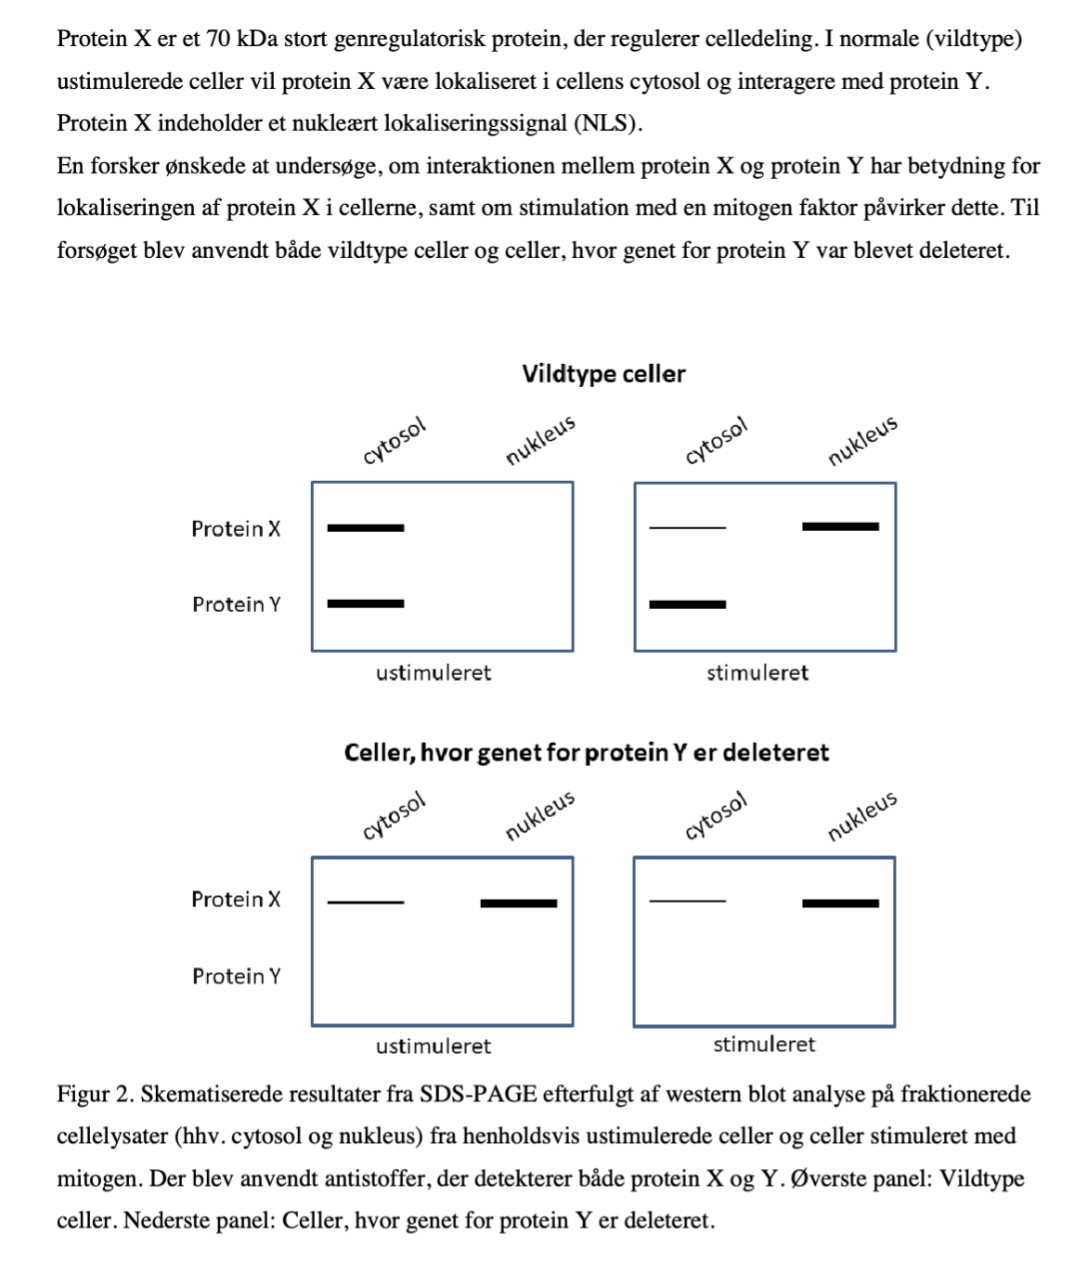 Protein X er et 70 kDa stort genregulatorisk protein, der regulerer celledeling. I normale (vildtype)
ustimulerede celler vil protein X være lokaliseret i cellens cytosol og interagere med protein Y.
Protein X indeholder et nukleært lokaliseringssignal (NLS).
En forsker ønskede at undersøge, om interaktionen mellem protein X og protein Y har betydning for
lokaliseringen af protein X i cellerne, samt om stimulation med en mitogen faktor påvirker dette. Til
forsøget blev anvendt både vildtype celler og celler, hvor genet for protein Y var blevet deleteret.
Vildtype celler
cytosol nukleus cytosol nukleus
Protein X
Protein Y
ustimuleret stimuleret
Celler, hvor genet for protein Y er deleteret
cytosol nukleus cytosol nukleus
Protein X
Protein Y
ustimuleret stimuleret
Figur 2. Skematiserede resultater fra SDS-PAGE efterfulgt af western blot analyse på fraktionerede
cellelysater (hhv. cytosol og nukleus) fra henholdsvis ustimulerede celler og celler stimuleret med
mitogen. Der blev anvendt antistoffer, der detekterer både protein X og Y. Øverste panel: Vildtype
celler. Nederste panel: Celler, hvor genet for protein Y er deleteret.